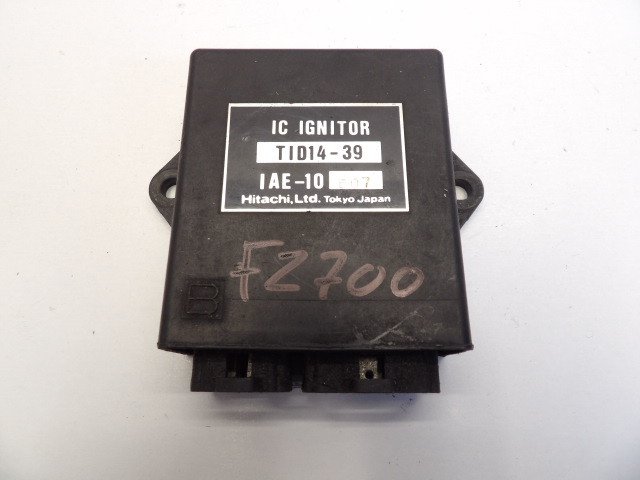 IC IGNITOR
TID14-39
IAE-10
Hitachi,Ltd. Tokyo Japan
FZ700